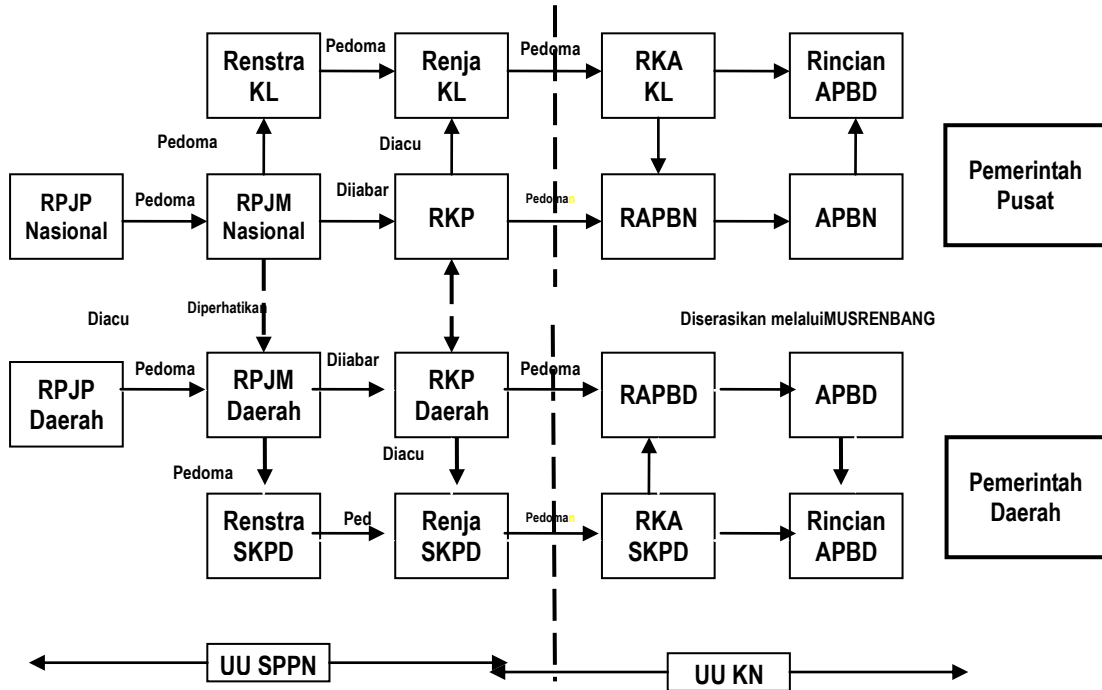 Pedoma
Pedoma
Pedoma
Renstra
KL
Renja
KL
RKA
KL
Rincian
APBD
Pedoma
Diacu
Pemerintah
Pusat
RPJP
Nasional
Pedoma
RPJM
Nasional
Dijabar
RKP
Pedoman
RAPBN
APBN
Diacu
Diperhatikan
Diserasikan melaluiMUSRENBANG
RPJP
Daerah
Pedoma
RPJM
Daerah
Dijabar
RKP
Daerah
Pedoma
RAPBD
APBD
Pedoma
Diacu
Pemerintah
Daerah
Renstra
SKPD
Ped
Renja
SKPD
Pedoman
RKA
SKPD
Rincian
APBD
UU SPPN
UU KN